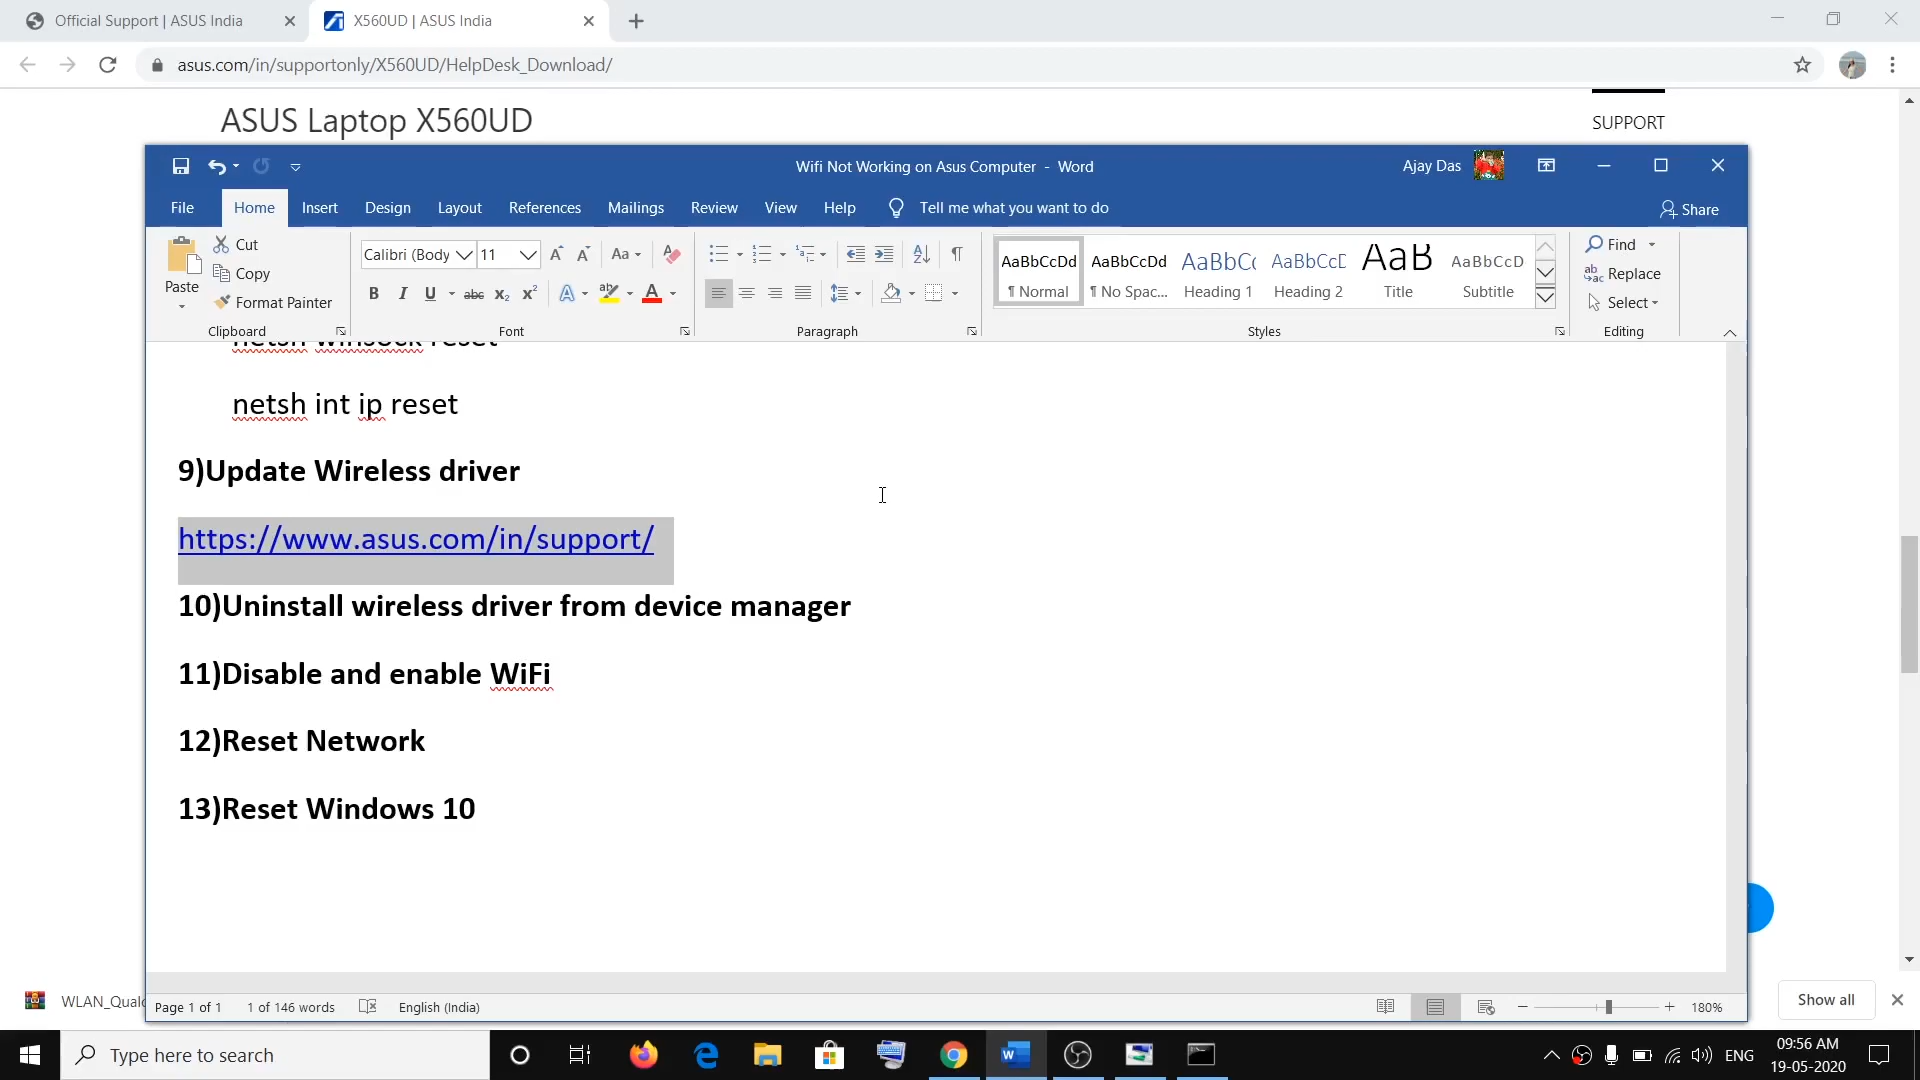 Official Support | ASUS India
X560UD | ASUS India
asus.com/in/supportonly/X560UD/HelpDesk_Download/
ASUS Laptop X560UD
SUPPORT
Wifi Not Working on Asus Computer - Word
Ajay Das
File Home Insert Design Layout References Mailings Review View Help Tell me what you want to do Share
Paste
Cut
Copy
Format Painter
Clipboard
Calibri (Body 11
Font
Paragraph
AaBbCcDd ¶ Normal
AaBbCcDd ¶ No Spac...
AaBbC Heading 1
AaBbCcD Heading 2
AaB Title
AaBbCcD Subtitle
Styles
Find
Replace
Select
Editing
netsh winsock reset
netsh int ip reset
9)Update Wireless driver
https://www.asus.com/in/support/
10)Uninstall wireless driver from device manager
11)Disable and enable WiFi
12)Reset Network
13)Reset Windows 10
WLAN_Qualc
Page 1 of 1 1 of 146 words English (India) 180%
Show all
Type here to search
ENG
09:56 AM
19-05-2020